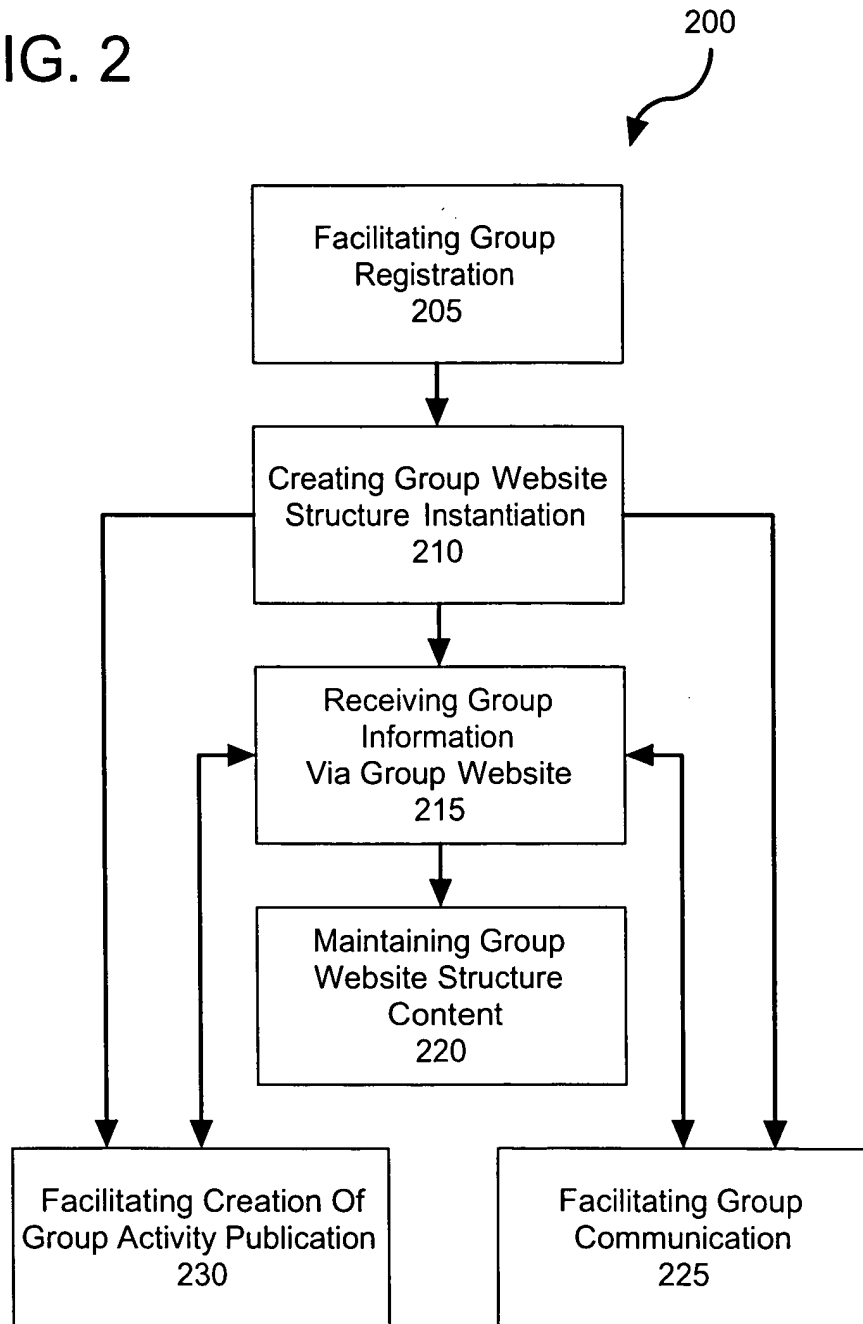 IG. 2
200
Facilitating Group
Registration
205
Creating Group Website
Structure Instantiation
210
Receiving Group
Information
Via Group Website
215
Maintaining Group
Website Structure
Content
220
Facilitating Creation Of
Group Activity Publication
230
Facilitating Group
Communication
225